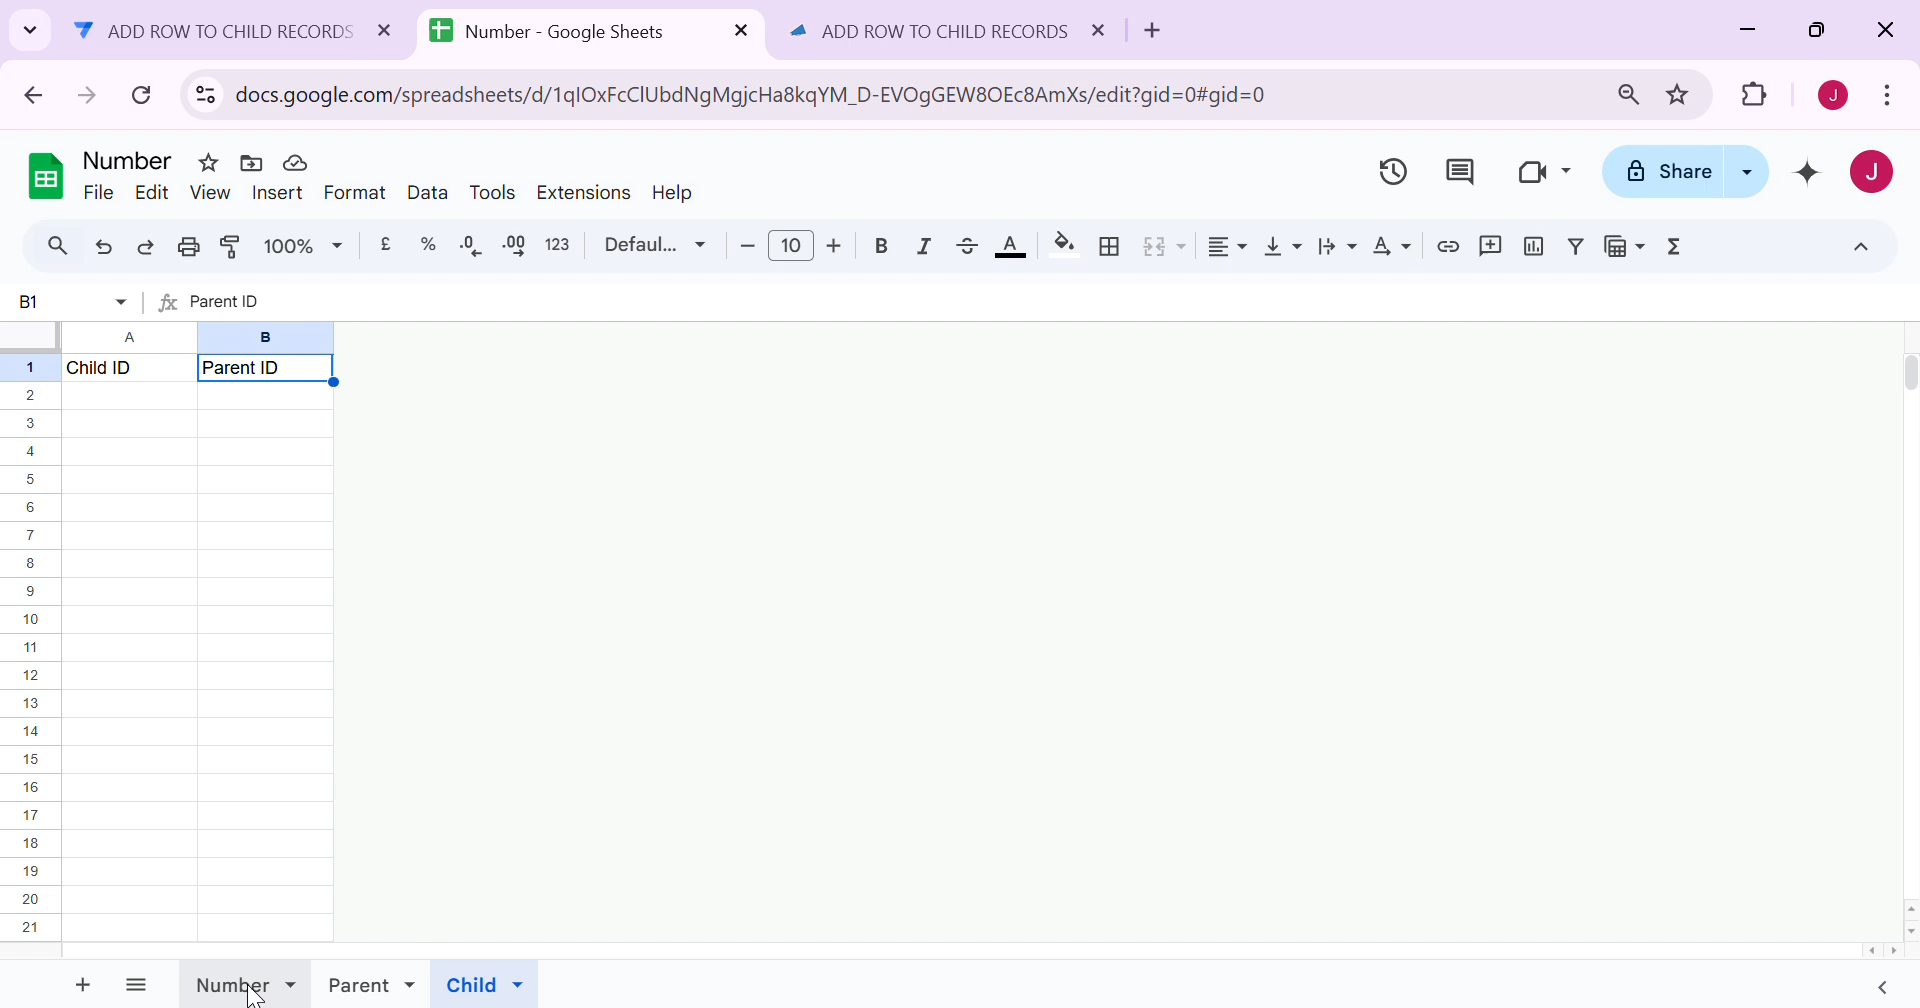 ADD ROW TO CHILD RECORDS
Number - Google Sheets
ADD ROW TO CHILD RECORDS
docs.google.com/spreadsheets/d/1qlOxFcClUbdNgMgjcHa8kqYM_D-EVOgGEW8OEc8AmXs/edit?gid=0#gid=0
J
Number
File Edit View Insert Format Data Tools Extensions Help
Share
J
100%
£ % .0 .00 123
Defaul...
10
B I A A Σ
B1
fx Parent ID
A B
1 Child ID Parent ID
2
3
4
5
6
7
8
9
10
11
12
13
14
15
16
17
18
19
20
21
Number Parent Child